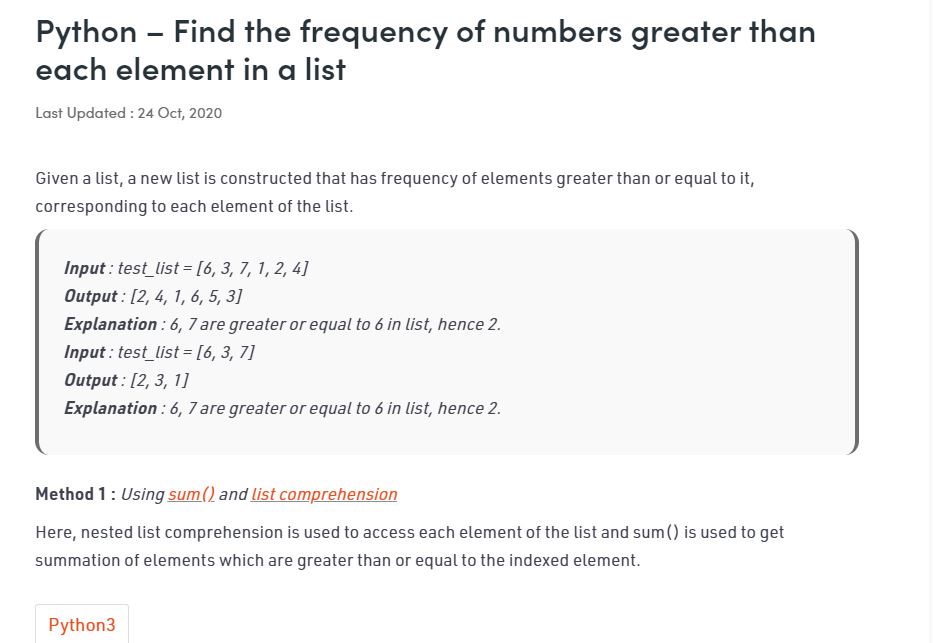 Python – Find the frequency of numbers greater than
each element in a list
Last Updated : 24 Oct, 2020
Given a list, a new list is constructed that has frequency of elements greater than or equal to it,
corresponding to each element of the list.
Input : test_list = [6, 3, 7, 1, 2, 4]
Output : [2, 4, 1, 6, 5, 3]
Explanation : 6, 7 are greater or equal to 6 in list, hence 2.
Input : test_list = [6, 3, 7]
Output : [2, 3, 1]
Explanation : 6, 7 are greater or equal to 6 in list, hence 2.
Method 1 : Using sum() and list comprehension
Here, nested list comprehension is used to access each element of the list and sum() is used to get
summation of elements which are greater than or equal to the indexed element.
Python3